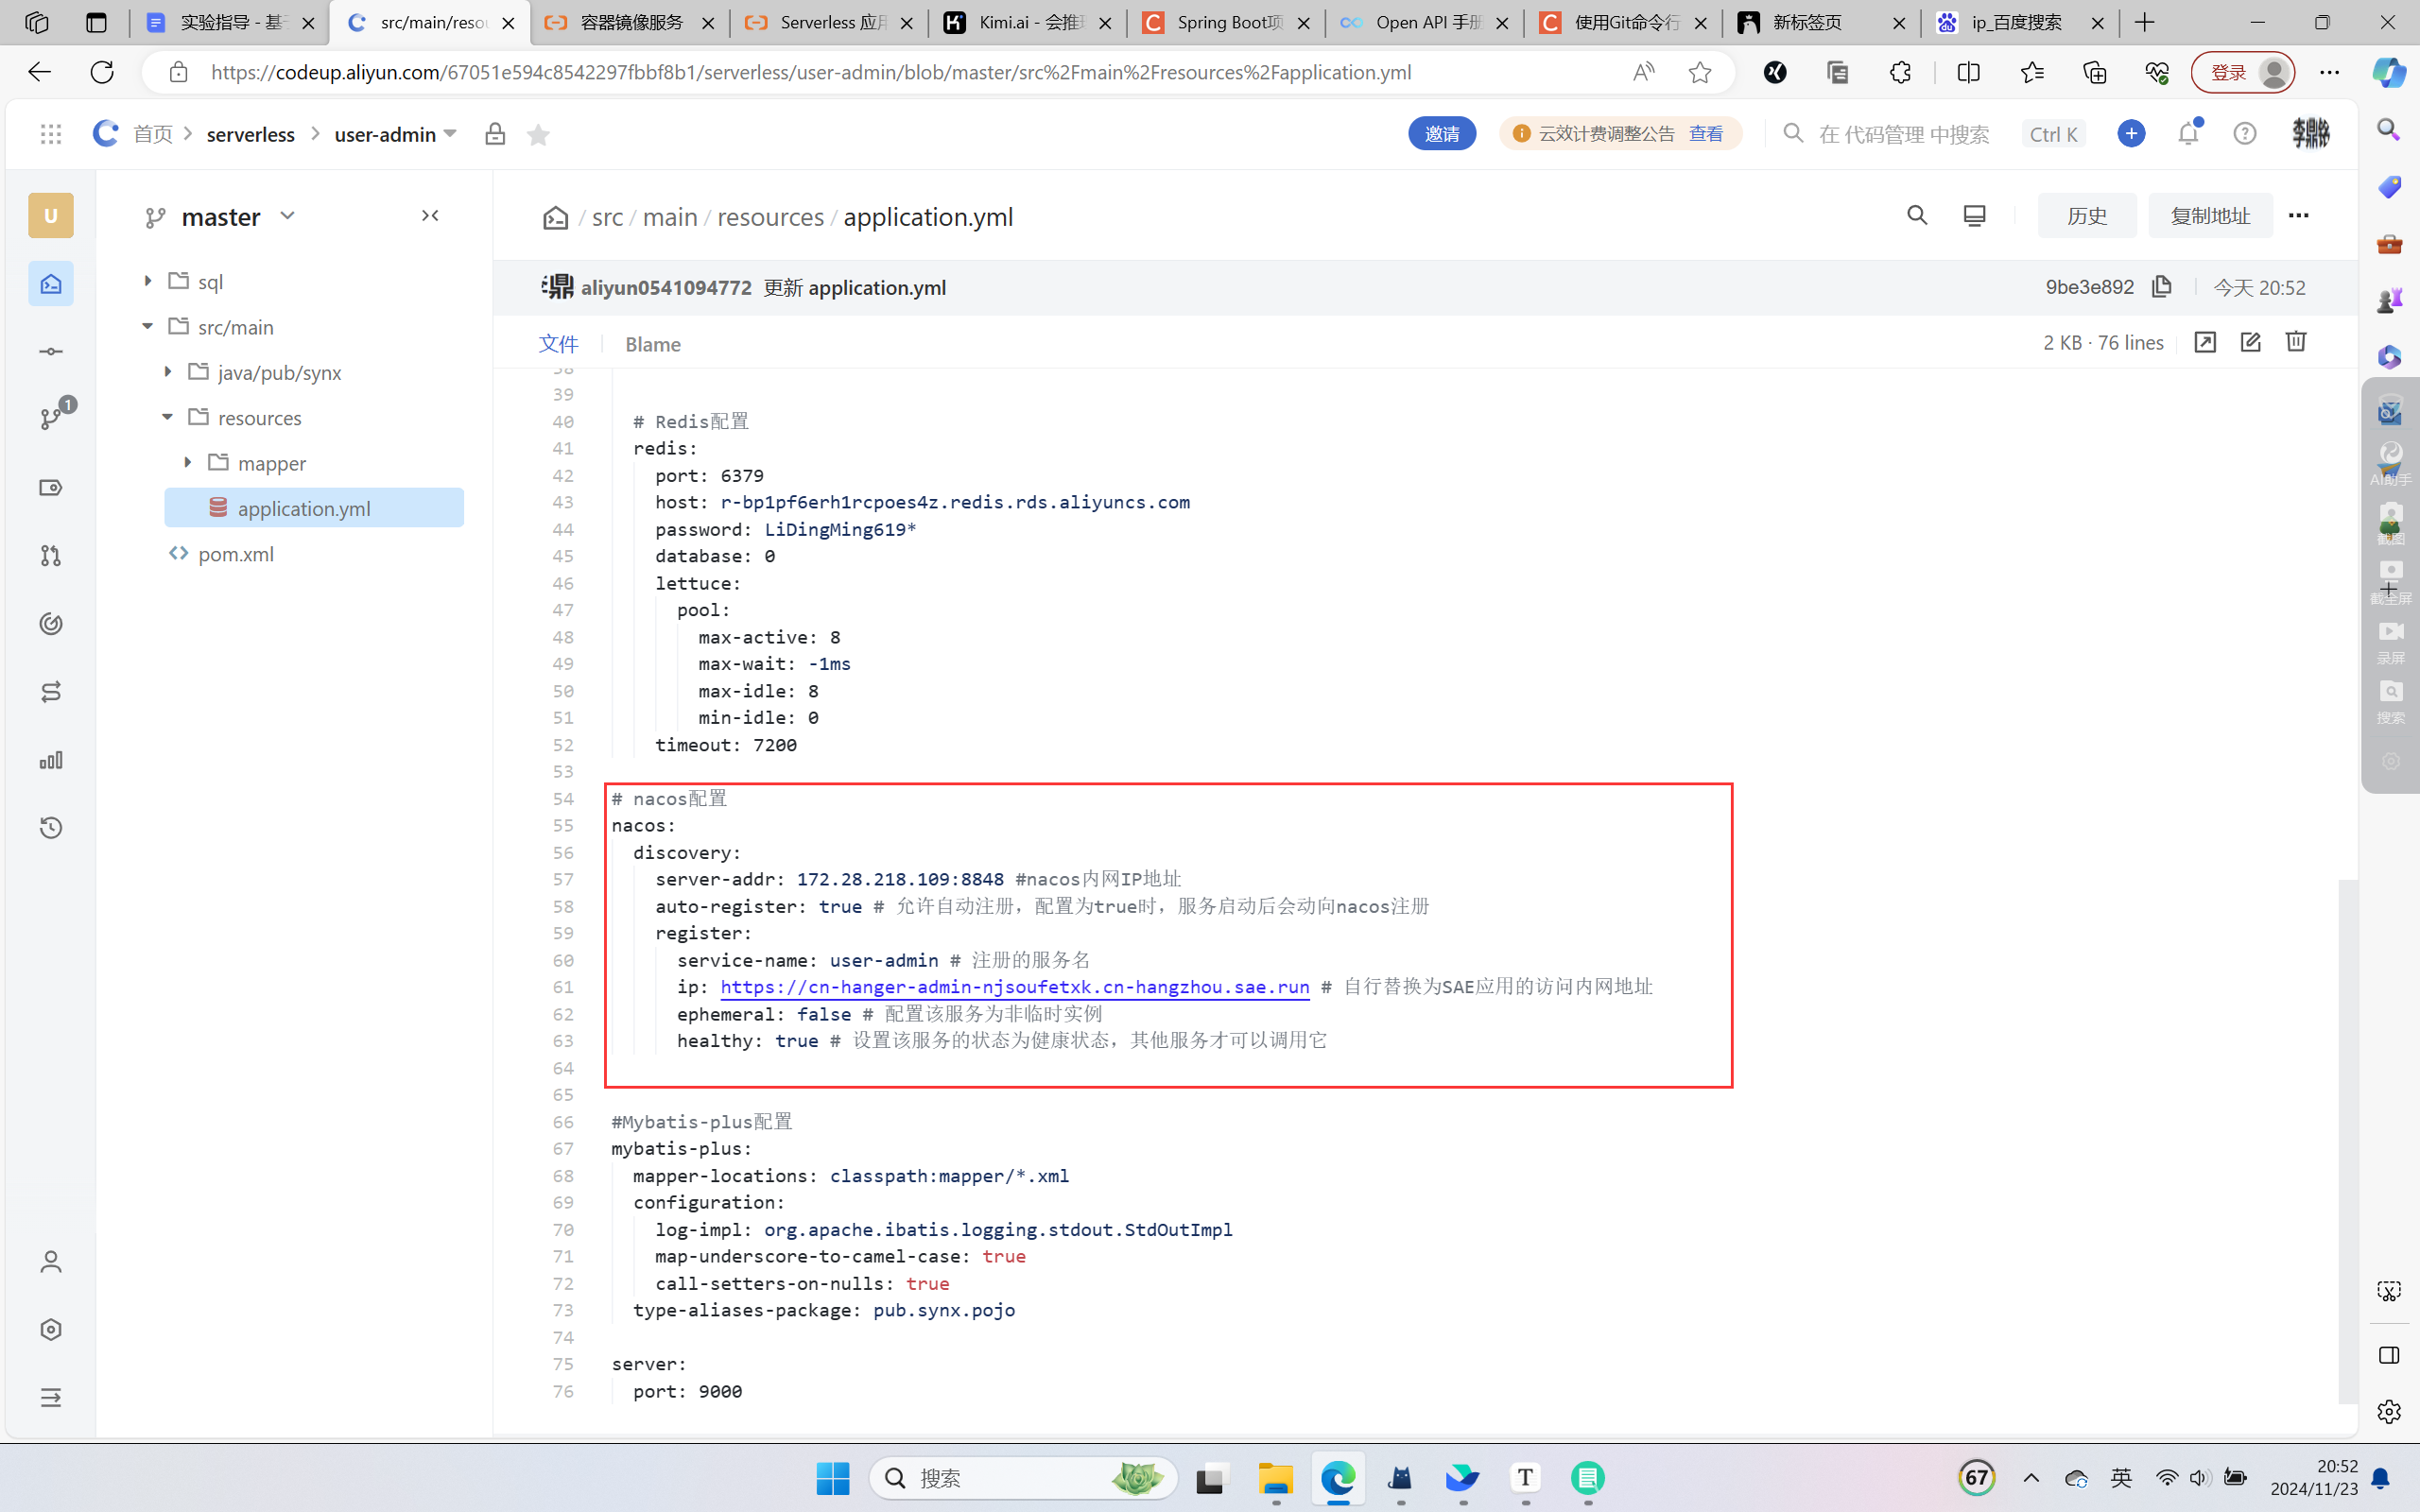 实验指导 - 基于
src/main/resou
容器镜像服务
Serverless 应用
Kimi.ai - 会推理
Spring Boot项
Open API 手册
使用Git命令行
新标签页
ip_百度搜索
https://codeup.aliyun.com/67051e594c8542297fbbf8b1/serverless/user-admin/blob/master/src%2Fmain%2Fresources%2Fapplication.yml
登录
首页 serverless user-admin
邀请
云效计费调整公告 查看
在 代码管理 中搜索 Ctrl K
李鼎铭
U
master
/ src / main / resources / application.yml
历史 复制地址
sql
src/main
java/pub/synx
resources
mapper
application.yml
pom.xml
1
aliyun0541094772 更新 application.yml
9be3e892 今天 20:52
文件 Blame
2 KB · 76 lines
38
39
40 # Redis配置
41 redis:
42 port: 6379
43 host: r-bp1pf6erh1rcpoes4z.redis.rds.aliyuncs.com
44 password: LiDingMing619*
45 database: 0
46 lettuce:
47 pool:
48 max-active: 8
49 max-wait: -1ms
50 max-idle: 8
51 min-idle: 0
52 timeout: 7200
53
54 # nacos配置
55 nacos:
56 discovery:
57 server-addr: 172.28.218.109:8848 #nacos内网IP地址
58 auto-register: true # 允许自动注册，配置为true时，服务启动后会动向nacos注册
59 register:
60 service-name: user-admin # 注册的服务名
61 ip: https://cn-hanger-admin-njsoufetxk.cn-hangzhou.sae.run # 自行替换为SAE应用的访问内网地址
62 ephemeral: false # 配置该服务为非临时实例
63 healthy: true # 设置该服务的状态为健康状态，其他服务才可以调用它
64
65
66 #Mybatis-plus配置
67 mybatis-plus:
68 mapper-locations: classpath:mapper/*.xml
69 configuration:
70 log-impl: org.apache.ibatis.logging.stdout.StdOutImpl
71 map-underscore-to-camel-case: true
72 call-setters-on-nulls: true
73 type-aliases-package: pub.synx.pojo
74
75 server:
76 port: 9000
AI助手
截图
截全屏
录屏
搜索
搜索
67
英
20:52
2024/11/23